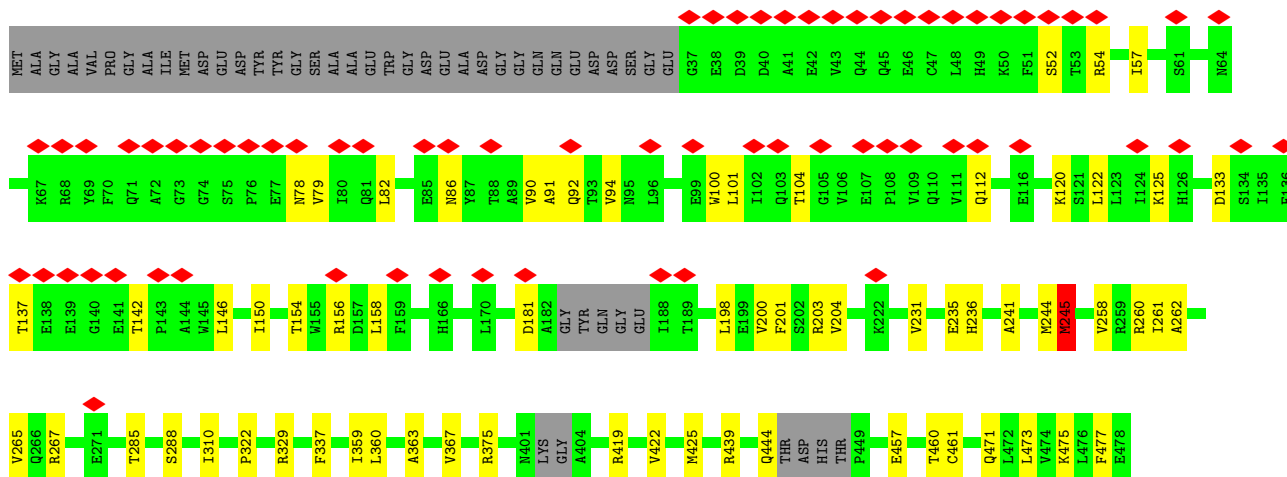 MET ALA GLY ALA VAL PRO GLY ALA ILE MET ASP GLU ASP TYR TYR GLY SER ALA ALA GLU TRP GLY ASP GLU ALA ASP GLY GLY GLN GLN GLU ASP ASP SER GLY GLU G37 E38 D39 D40 A41 E42 V43 Q44 Q45 E46 C47 L48 H49 K50 F51 S52 T53 R54 I57 S61 N64
K67 R68 Y69 F70 Q71 A72 G73 G74 S75 P76 E77 N78 V79 I80 Q81 L82 E85 N86 Y87 T88 A89 V90 A91 Q92 T93 V94 N95 L96 E99 W100 L101 I102 Q103 T104 G105 V106 E107 P108 V109 Q110 V111 Q112 E116 K120 S121 L122 L123 I124 K125 H126 D133 S134 I135 F136
T137 E138 E139 G140 E141 T142 P143 A144 W145 L146 I150 T154 W155 R156 D157 L158 F159 H166 L170 D181 A182 GLY TYR GLN GLY GLU I188 T189 L198 E199 V200 F201 S202 R203 V204 K222 V231 E235 H236 A241 M244 M245 V258 R259 R260 I261 A262
V265 Q266 R267 E271 T285 S288 I310 P322 R329 F337 I359 L360 A363 V367 R375 N401 LYS GLY A404 R419 V422 M425 R439 Q444 THR ASP HIS THR P449 E457 T460 C461 Q471 L472 L473 V474 K475 L476 F477 E478